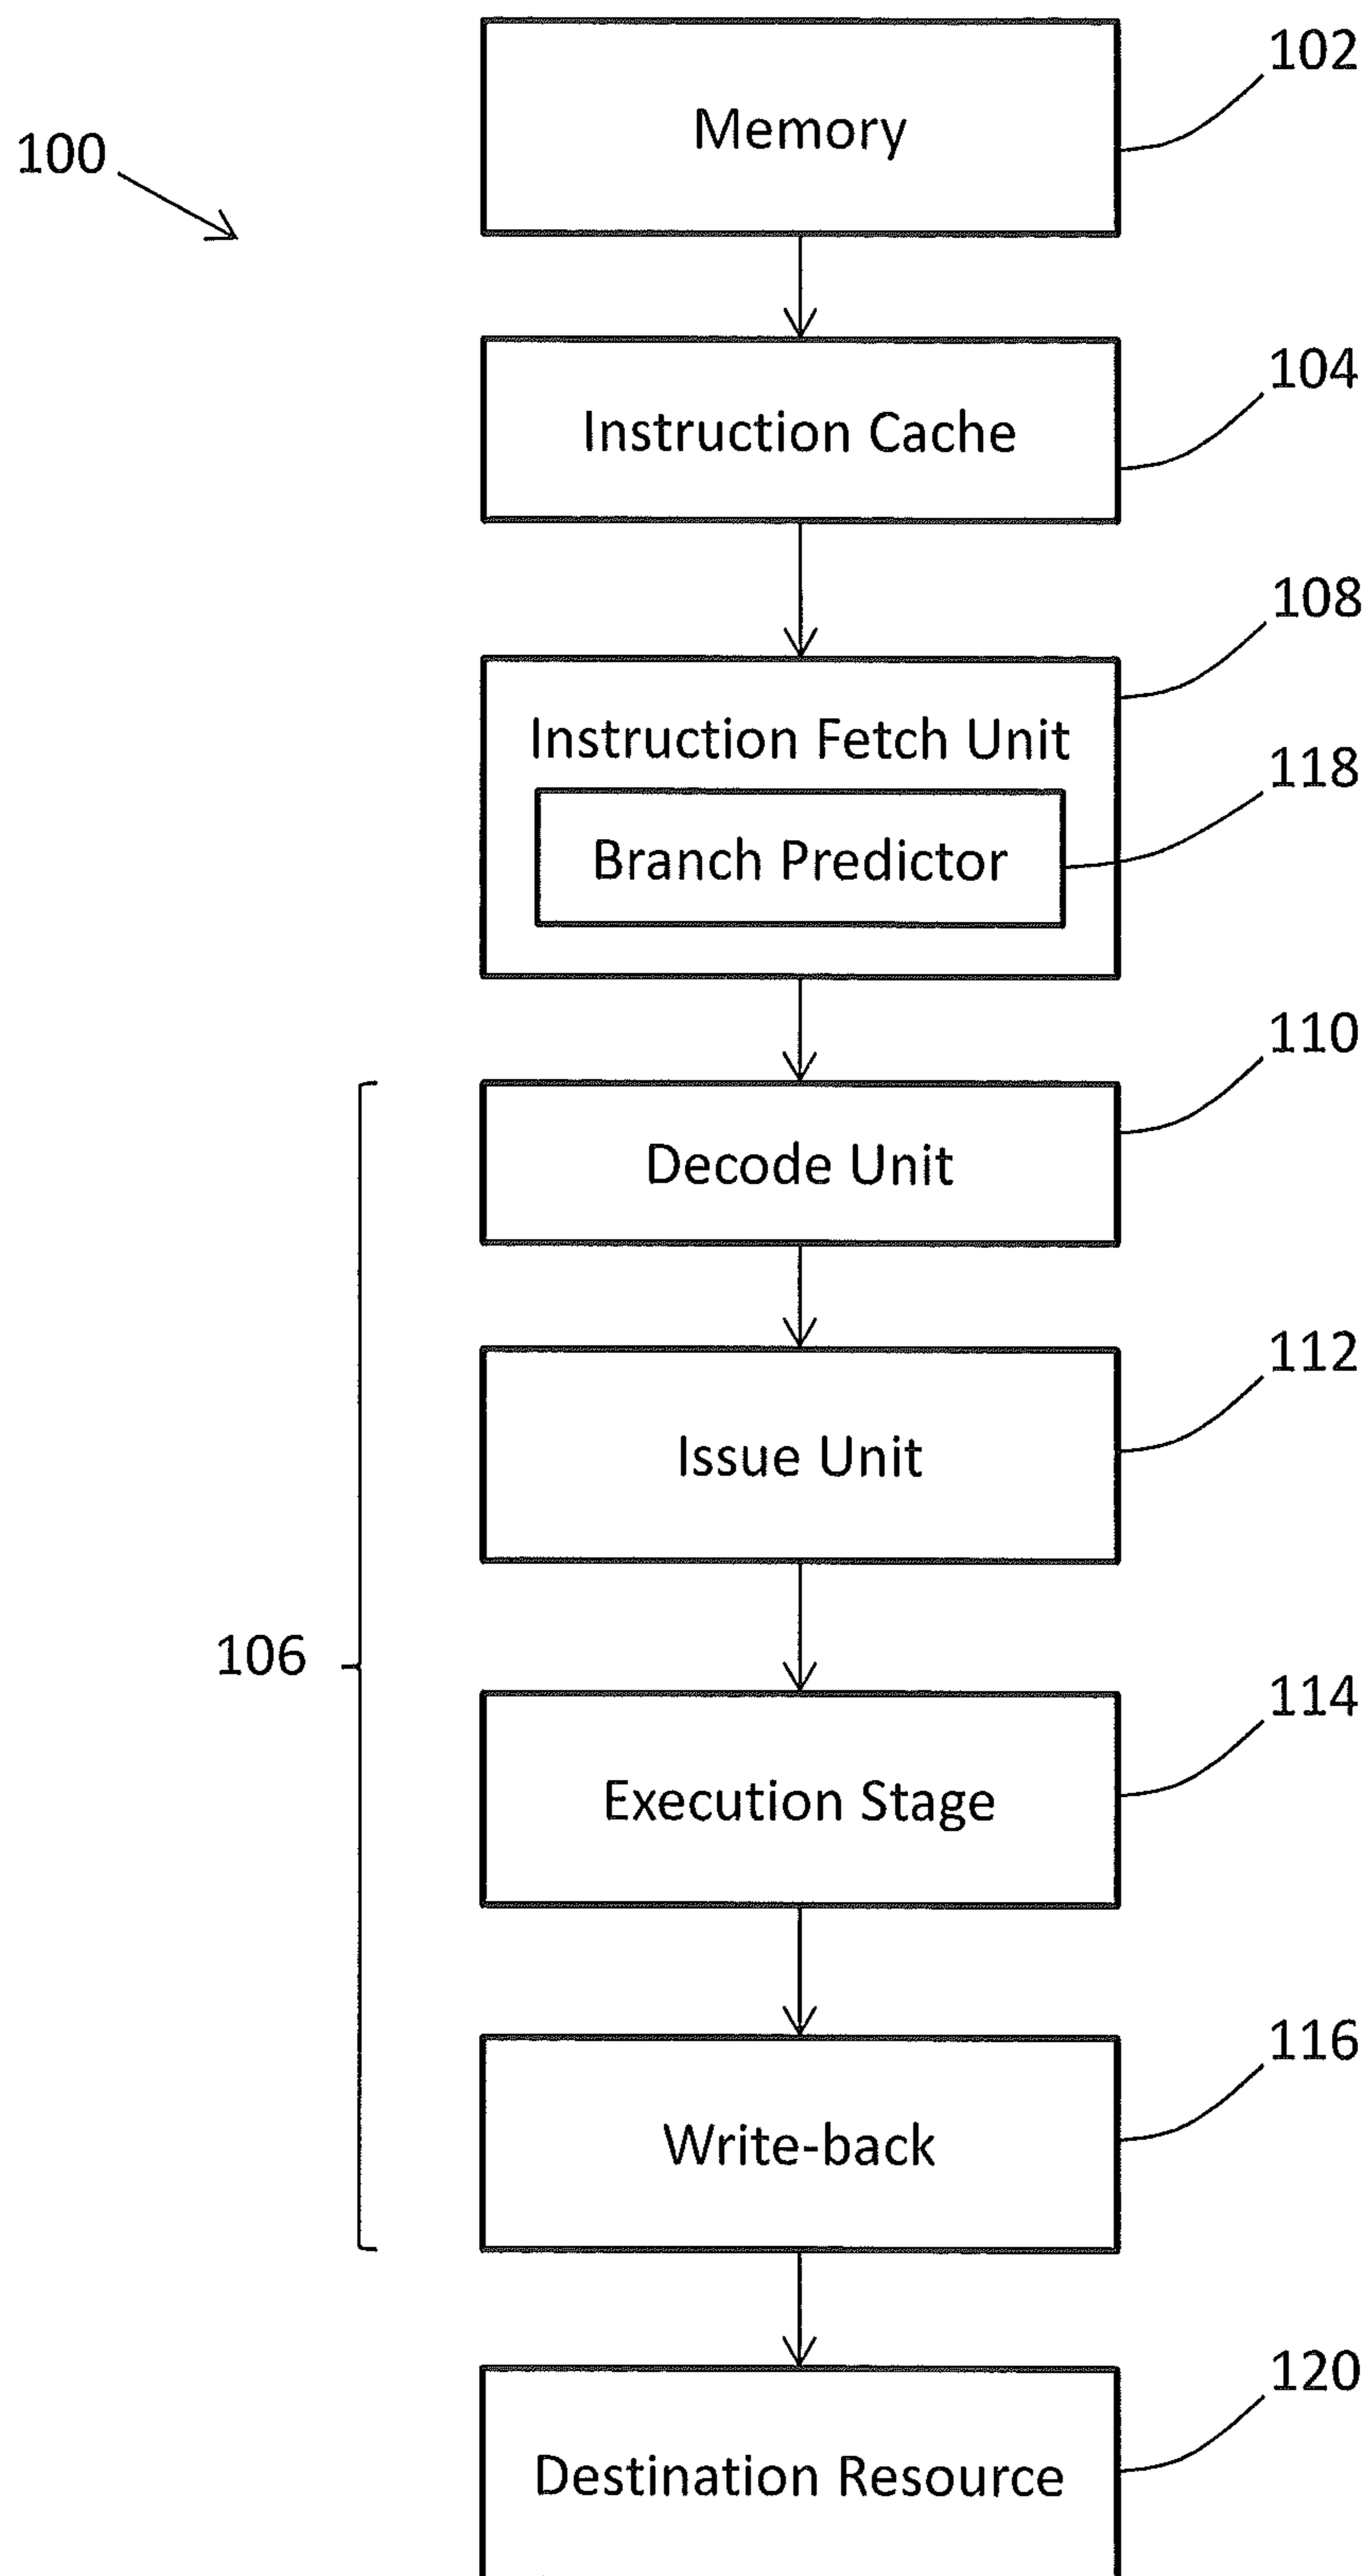 102
Memory
100
104
Instruction Cache
108
Instruction Fetch Unit
118
Branch Predictor
110
Decode Unit
112
Issue Unit
106
114
Execution Stage
116
Write-back
120
Destination Resource